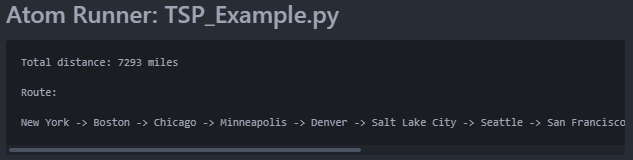 Atom Runner: TSP_Example.py
Total distance: 7293 miles
Route:
New York -> Boston -> Chicago -> Minneapolis -> Denver -> Salt Lake City -> Seattle -> San Francisco